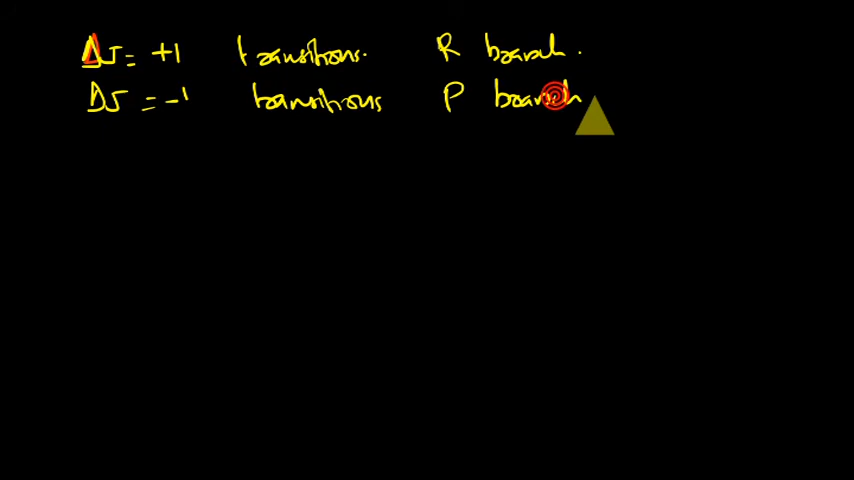 ΔJ = +1 transitions. R branch.
ΔJ = -1 transitions P branch